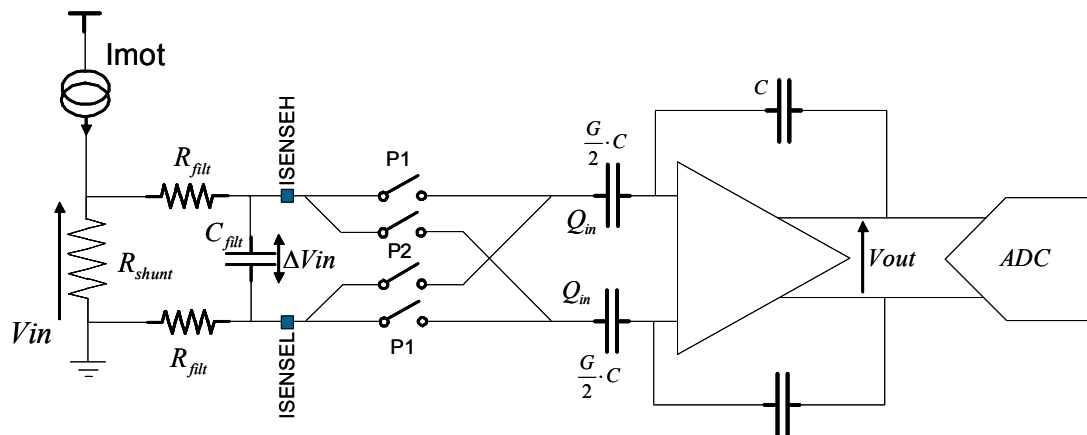 Imot
R_filt
ISENSEH
P1
G/2 · C
C
Q_in
C_filt
ΔVin
P2
R_shunt
Vin
Vout
ADC
Q_in
R_filt
ISENSEL
P1
G/2 · C